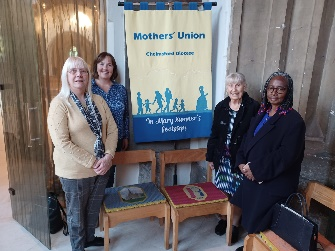 Mothers' Union
Chelmsford Diocese
"In Mary Sumner's
footsteps"